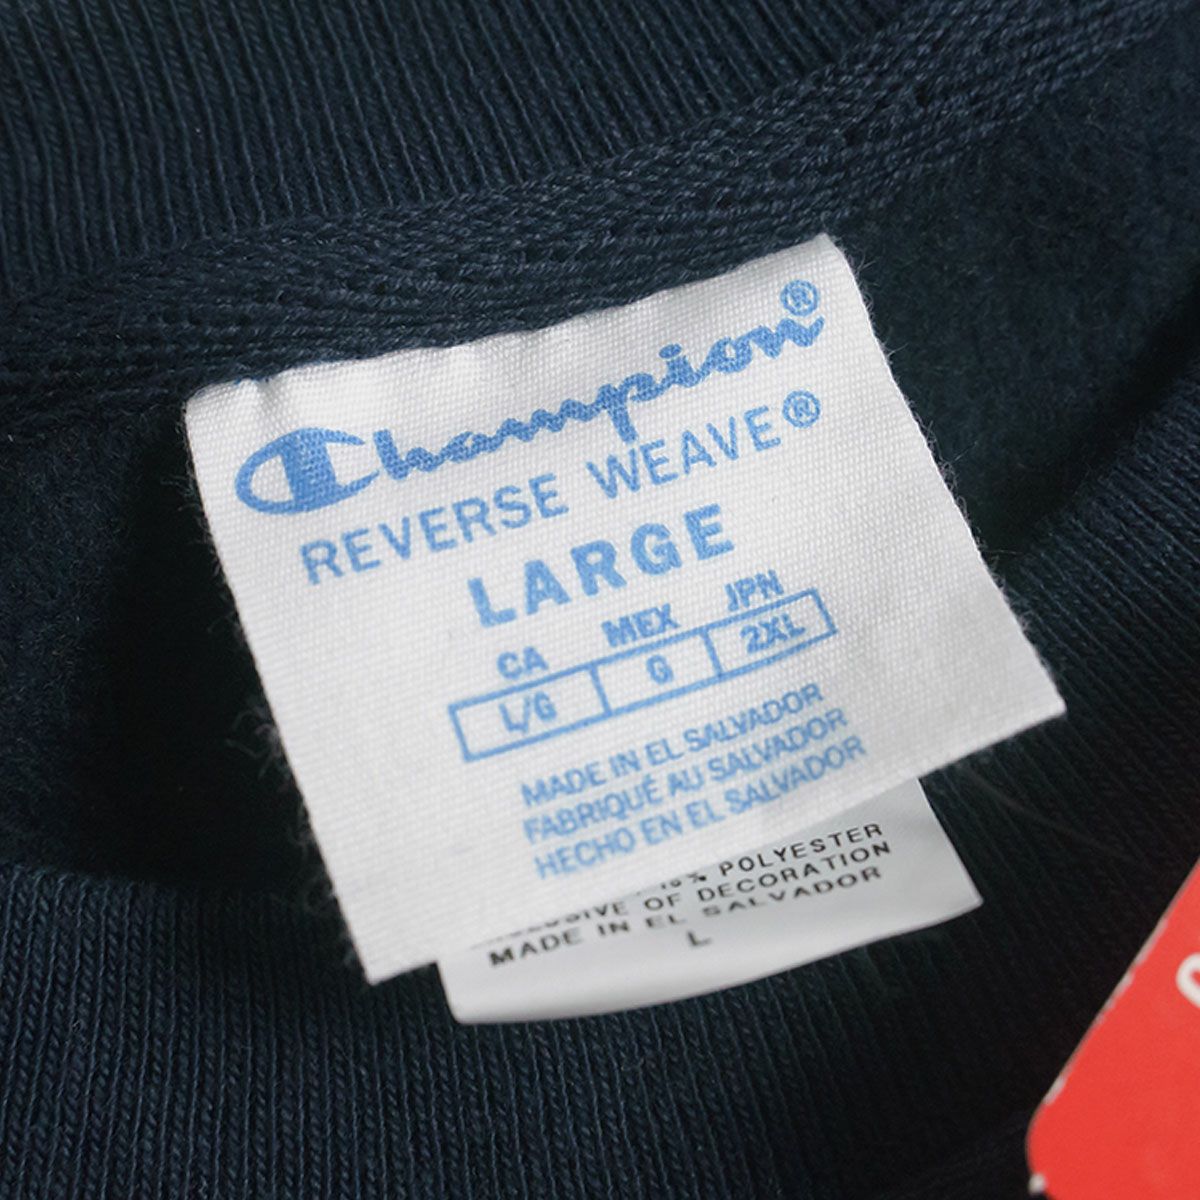 Champion®
REVERSE WEAVE®
LARGE
CA MEX JPN
L/G G 2XL
MADE IN EL SALVADOR
FABRIQUÉ AU SALVADOR
HECHO EN EL SALVADOR
POLYESTER
OF DECORATION
MADE IN EL SALVADOR
L